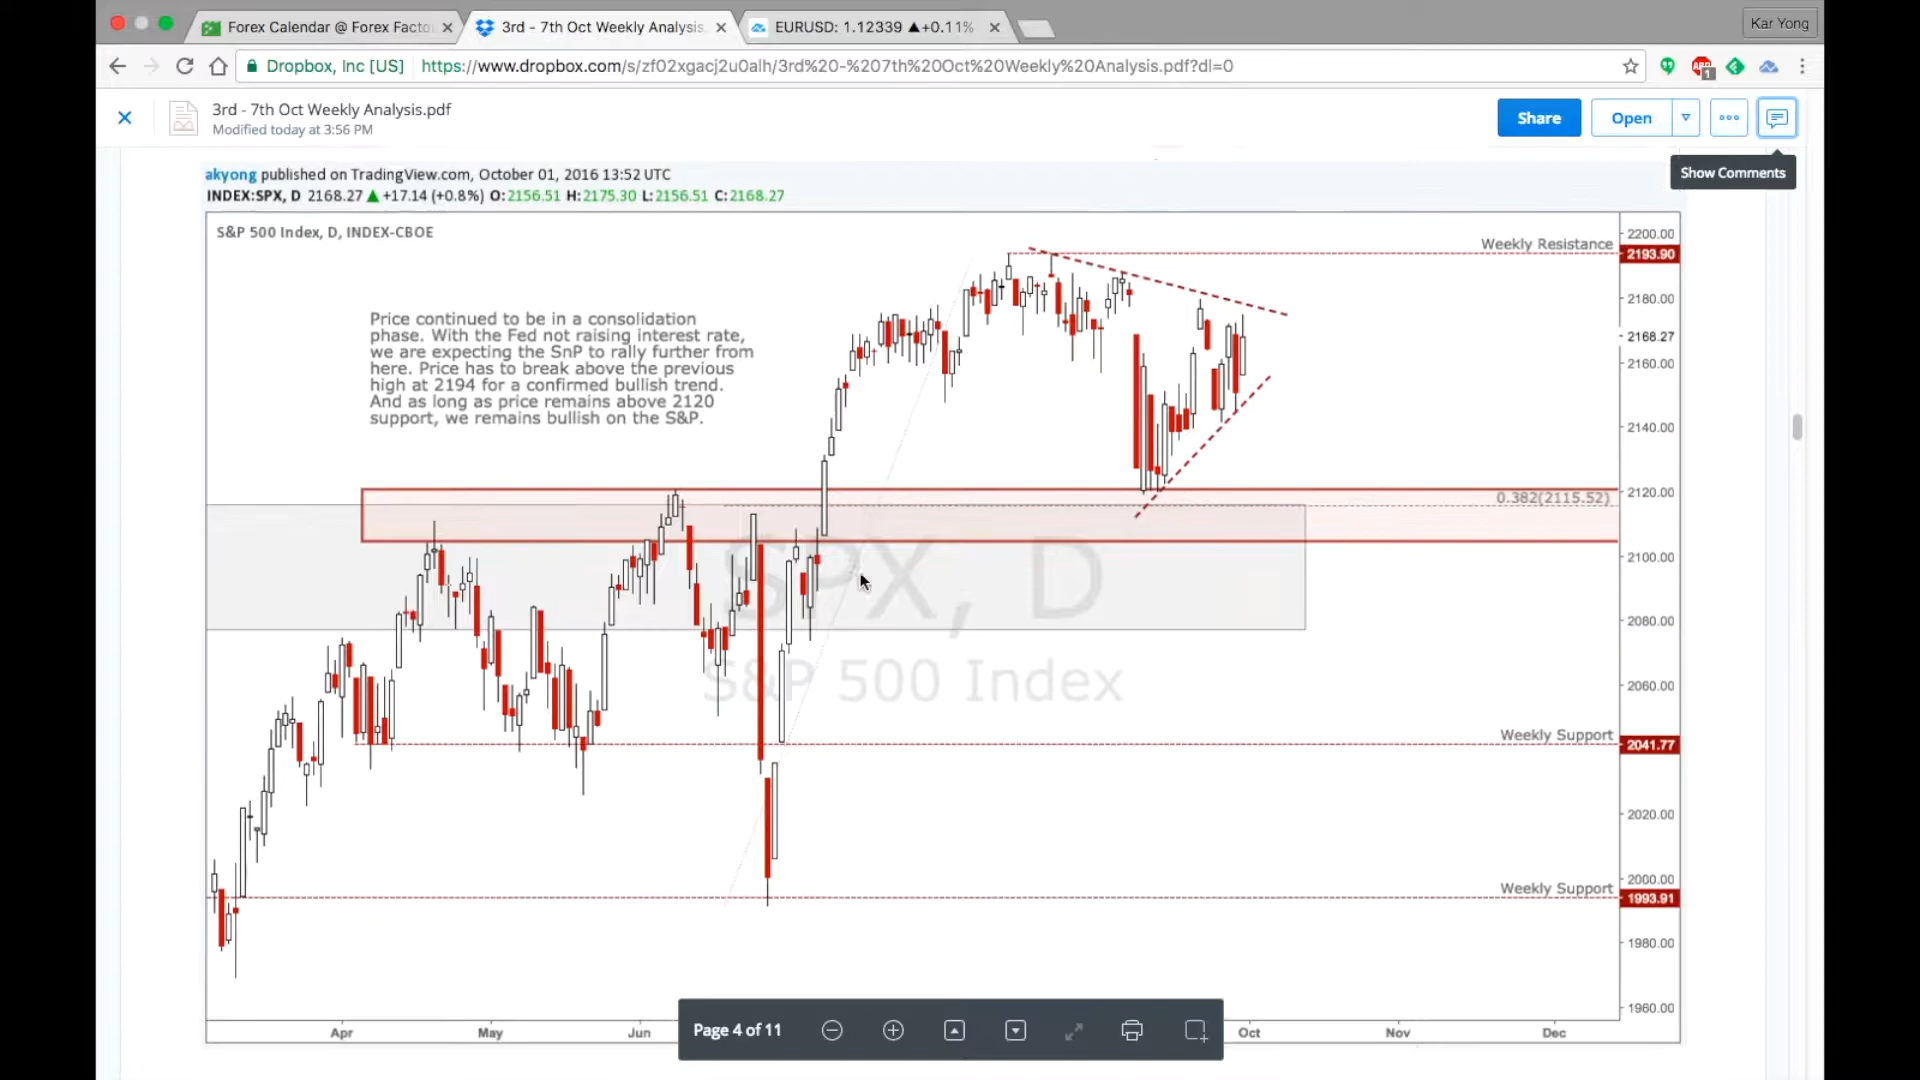 Forex Calendar @ Forex Facto
3rd - 7th Oct Weekly Analysis
EURUSD: 1.12339 ▲+0.11%
Kar Yong
Dropbox, Inc [US]
https://www.dropbox.com/s/zf02xgacj2u0alh/3rd%20-%207th%20Oct%20Weekly%20Analysis.pdf?dl=0
1
3rd - 7th Oct Weekly Analysis.pdf
Modified today at 3:56 PM
Share
Open
Show Comments
akyong published on TradingView.com, October 01, 2016 13:52 UTC
INDEX:SPX, D 2168.27 ▲ +17.14 (+0.8%) O:2156.51 H:2175.30 L:2156.51 C:2168.27
S&P 500 Index, D, INDEX-CBOE
Price continued to be in a consolidation
phase. With the Fed not raising interest rate,
we are expecting the SnP to rally further from
here. Price has to break above the previous
high at 2194 for a confirmed bullish trend.
And as long as price remains above 2120
support, we remains bullish on the S&P.
Weekly Resistance
0.382(2115.52)
SPX, D
S&P 500 Index
Weekly Support
Weekly Support
2200.00
2193.90
2180.00
2168.27
2160.00
2140.00
2120.00
2100.00
2080.00
2060.00
2041.77
2020.00
2000.00
1993.91
1980.00
1960.00
Apr
May
Jun
Oct
Nov
Dec
Page 4 of 11